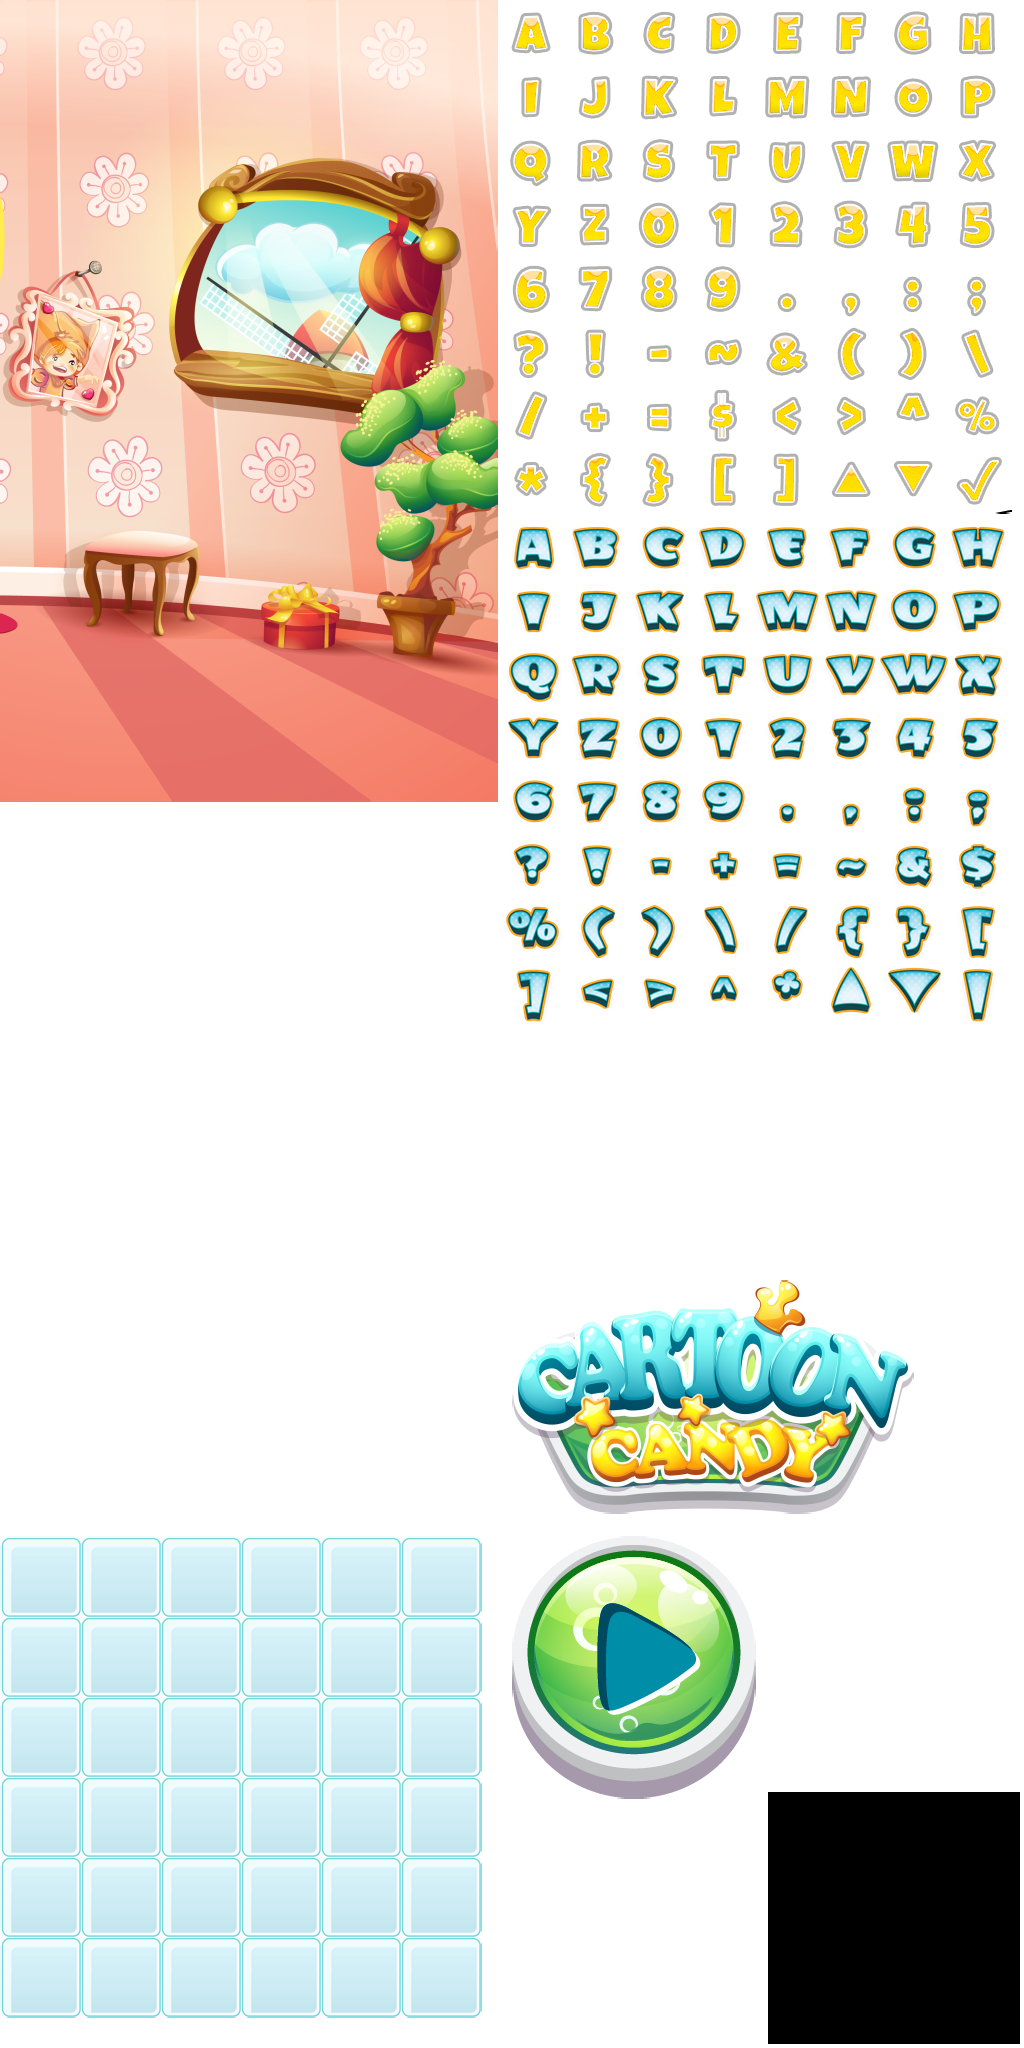 A B C D E F G H
I J K L M N O P
Q R S T U V W X
Y Z 0 1 2 3 4 5
6 7 8 9 . , : ;
? ! - ~ & ( ) \
/ + = $ < > ^ %
* { } [ ] ▲ ▼ ✓
A B C D E F G H
I J K L M N O P
Q R S T U V W X
Y Z 0 1 2 3 4 5
6 7 8 9 . , : ;
? ! - + = ~ & $
% ( ) \ / { } [
] < > ^ * ▲ ▼ |
CARTOON
CANDY